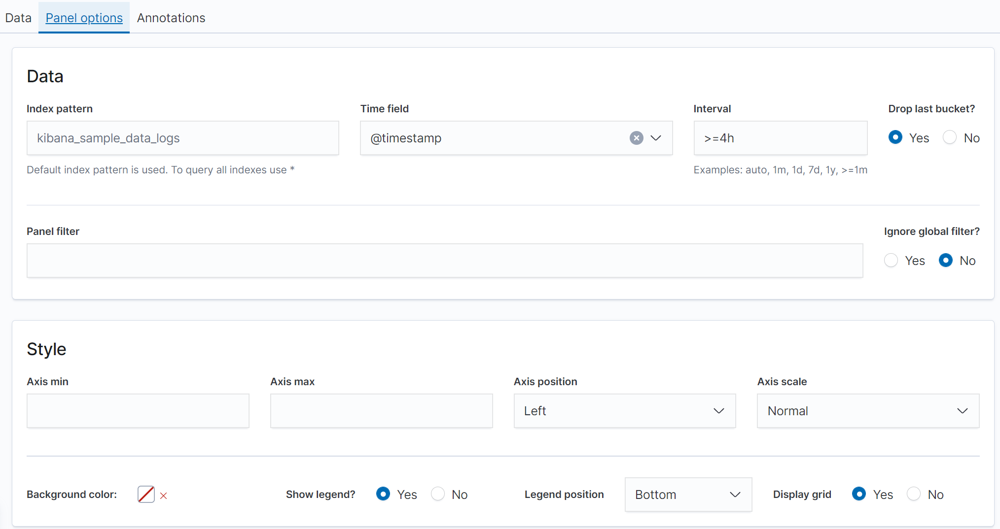 Data Panel options Annotations
Data
Index pattern Time field Interval Drop last bucket?
kibana_sample_data_logs @timestamp >=4h Yes No
Default index pattern is used. To query all indexes use * Examples: auto, 1m, 1d, 7d, 1y, >=1m
Panel filter Ignore global filter?
Yes No
Style
Axis min Axis max Axis position Axis scale
Left Normal
Background color: Show legend? Yes No Legend position Bottom Display grid Yes No